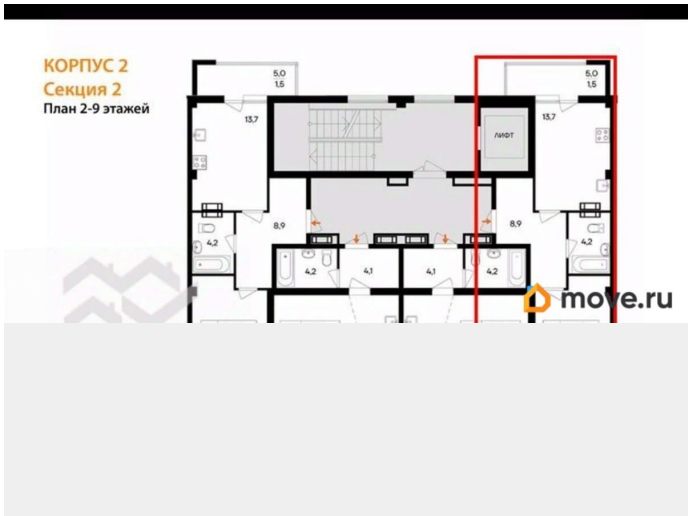 КОРПУС 2
Секция 2
План 2-9 этажей
5,0
1,5
5,0
1,5
13,7
ЛИФТ
13,7
8,9
8,9
4,2
4,2
4,2
4,1
4,1
4,2
move.ru